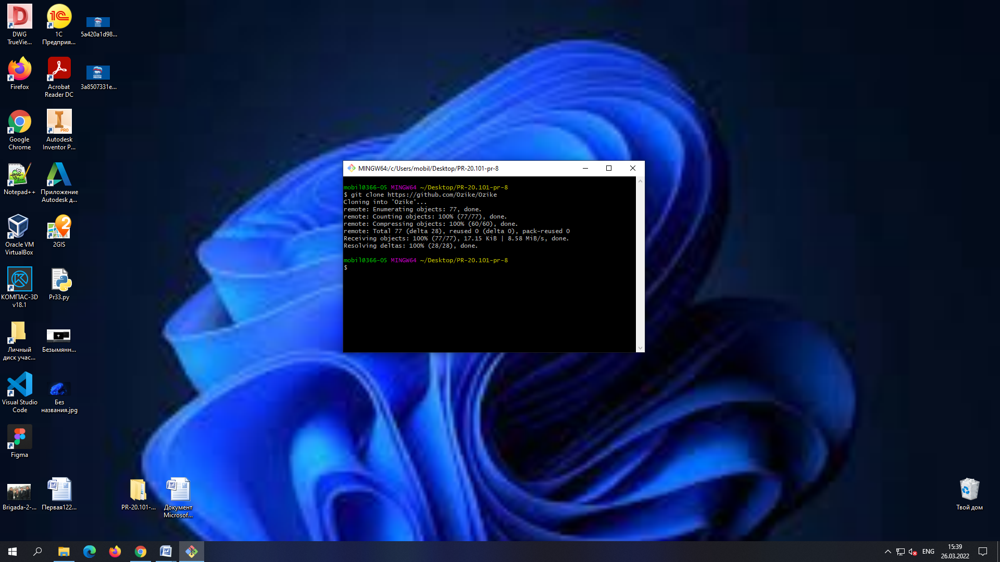 DWG
TrueVie...
1C
Предприя...
5a420a1d98...
Firefox
Acrobat
Reader DC
3a8507331e...
Google
Chrome
Autodesk
Inventor P...
PRO
Notepad++
Приложение
Autodesk д...
Oracle VM
VirtualBox
2GIS
КОМПАС-3D
v18.1
Pr33.py
Личный
диск учас...
Безымянн...
Visual Studio
Code
Без
названия.jpg
Figma
Brigada-2-...
Первая122...
PR-20.101-...
Документ
Microsof...
Твой дом
MINGW64:/c/Users/mobil/Desktop/PR-20.101-pr-8
mobil@366-05 MINGW64 ~/Desktop/PR-20.101-pr-8
$ git clone https://github.com/Ozike/Ozike
Cloning into 'Ozike'...
remote: Enumerating objects: 77, done.
remote: Counting objects: 100% (77/77), done.
remote: Compressing objects: 100% (60/60), done.
remote: Total 77 (delta 28), reused 0 (delta 0), pack-reused 0
Receiving objects: 100% (77/77), 17.15 KiB | 8.58 MiB/s, done.
Resolving deltas: 100% (28/28), done.
mobil@366-05 MINGW64 ~/Desktop/PR-20.101-pr-8
$
ENG
15:39
26.03.2022